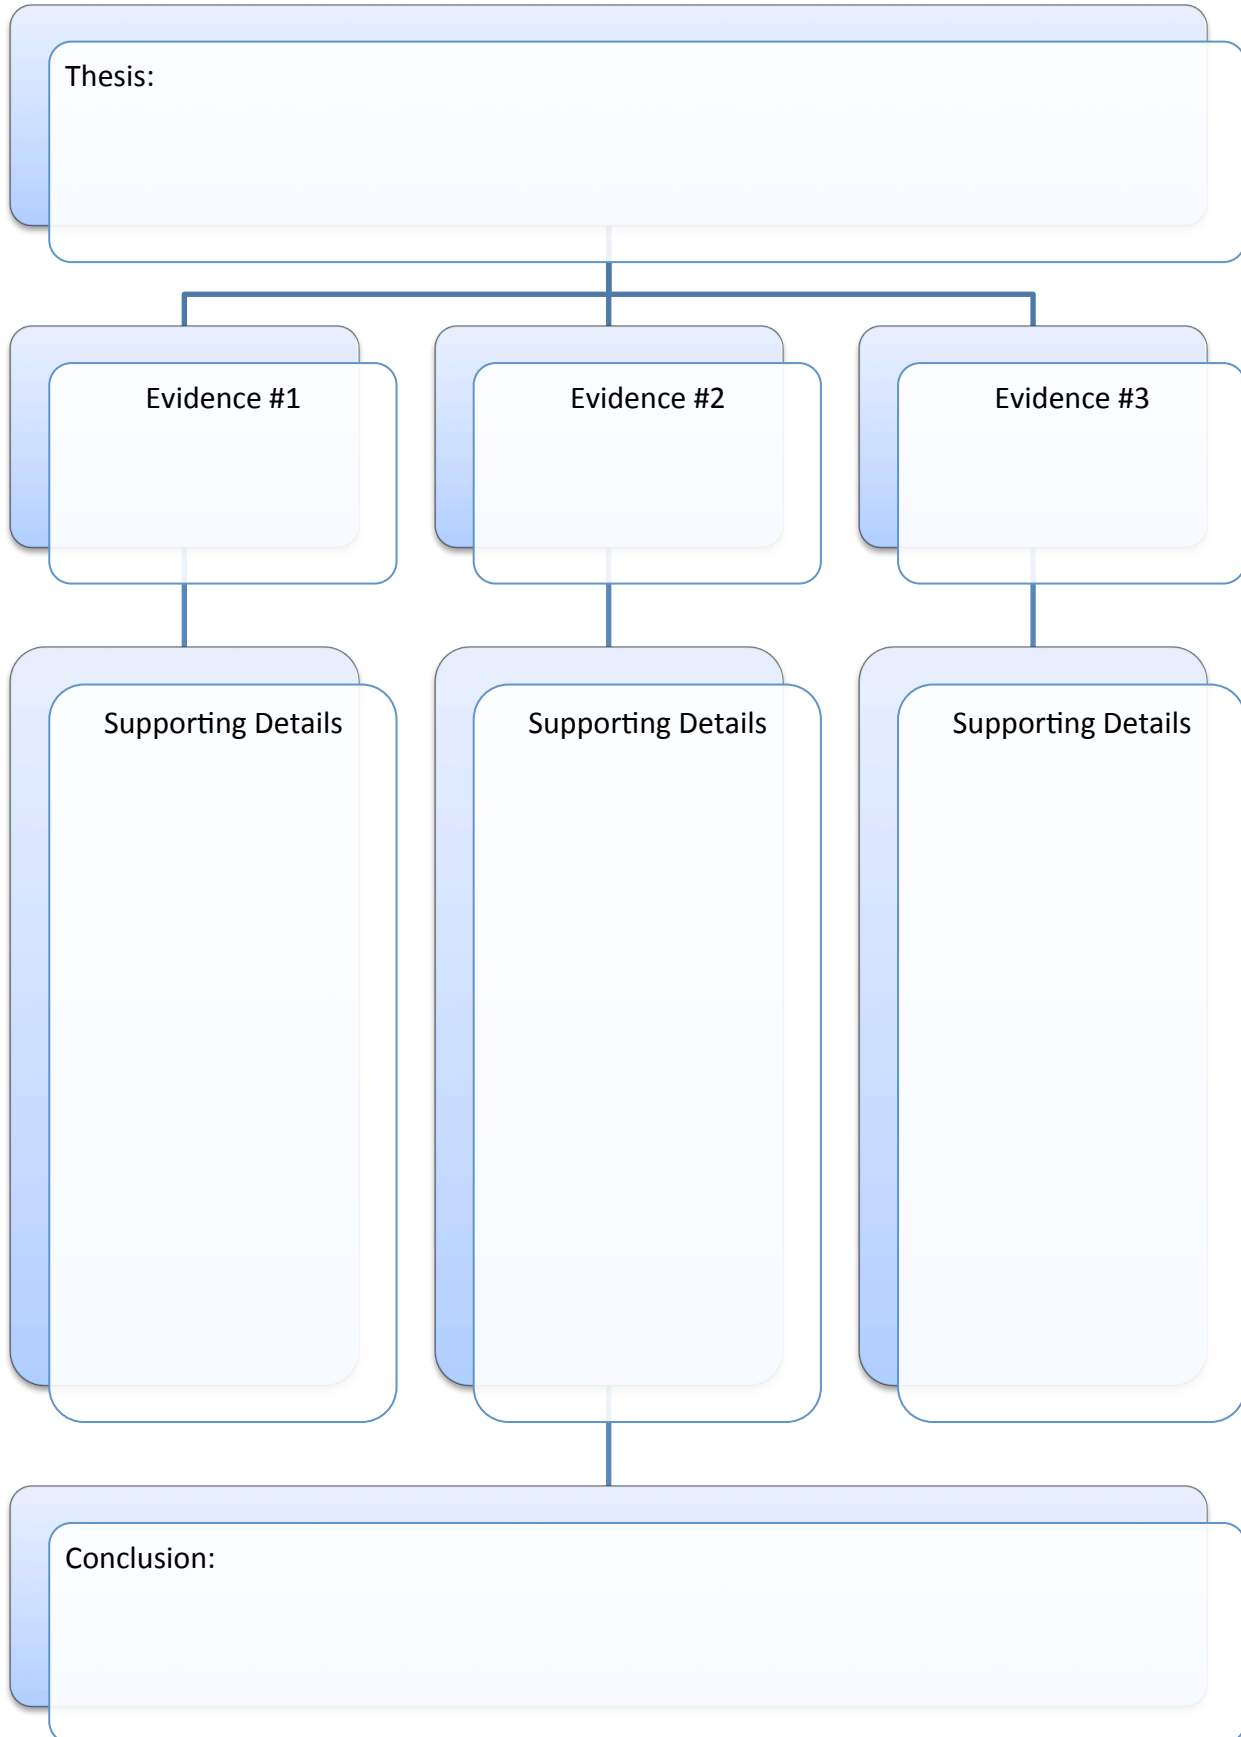 Thesis:
Evidence #1
Evidence #2
Evidence #3
Supporting Details
Supporting Details
Supporting Details
Conclusion: